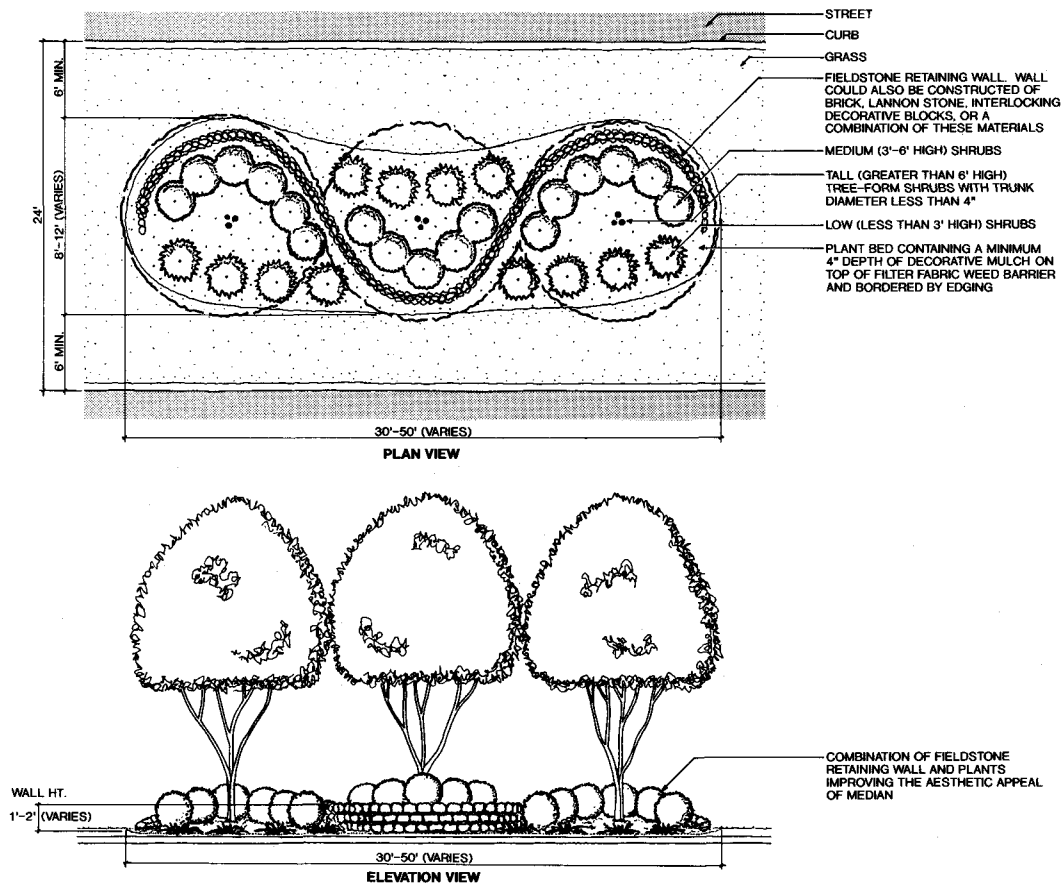 STREET
CURB
GRASS
FIELDSTONE RETAINING WALL. WALL
COULD ALSO BE CONSTRUCTED OF
BRICK, LANNON STONE, INTERLOCKING
DECORATIVE BLOCKS, OR A
COMBINATION OF THESE MATERIALS
MEDIUM (3'-6' HIGH) SHRUBS
TALL (GREATER THAN 6' HIGH)
TREE-FORM SHRUBS WITH TRUNK
DIAMETER LESS THAN 4"
LOW (LESS THAN 3' HIGH) SHRUBS
PLANT BED CONTAINING A MINIMUM
4" DEPTH OF DECORATIVE MULCH ON
TOP OF FILTER FABRIC WEED BARRIER
AND BORDERED BY EDGING
6' MIN.
24'
8'-12' (VARIES)
6' MIN.
30'-50' (VARIES)
PLAN VIEW
COMBINATION OF FIELDSTONE
RETAINING WALL AND PLANTS
IMPROVING THE AESTHETIC APPEAL
OF MEDIAN
WALL HT.
1'-2' (VARIES)
30'-50' (VARIES)
ELEVATION VIEW